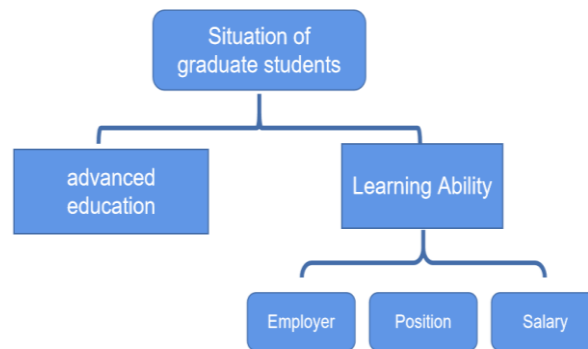 Situation of
graduate students
advanced
education
Learning Ability
Employer
Position
Salary